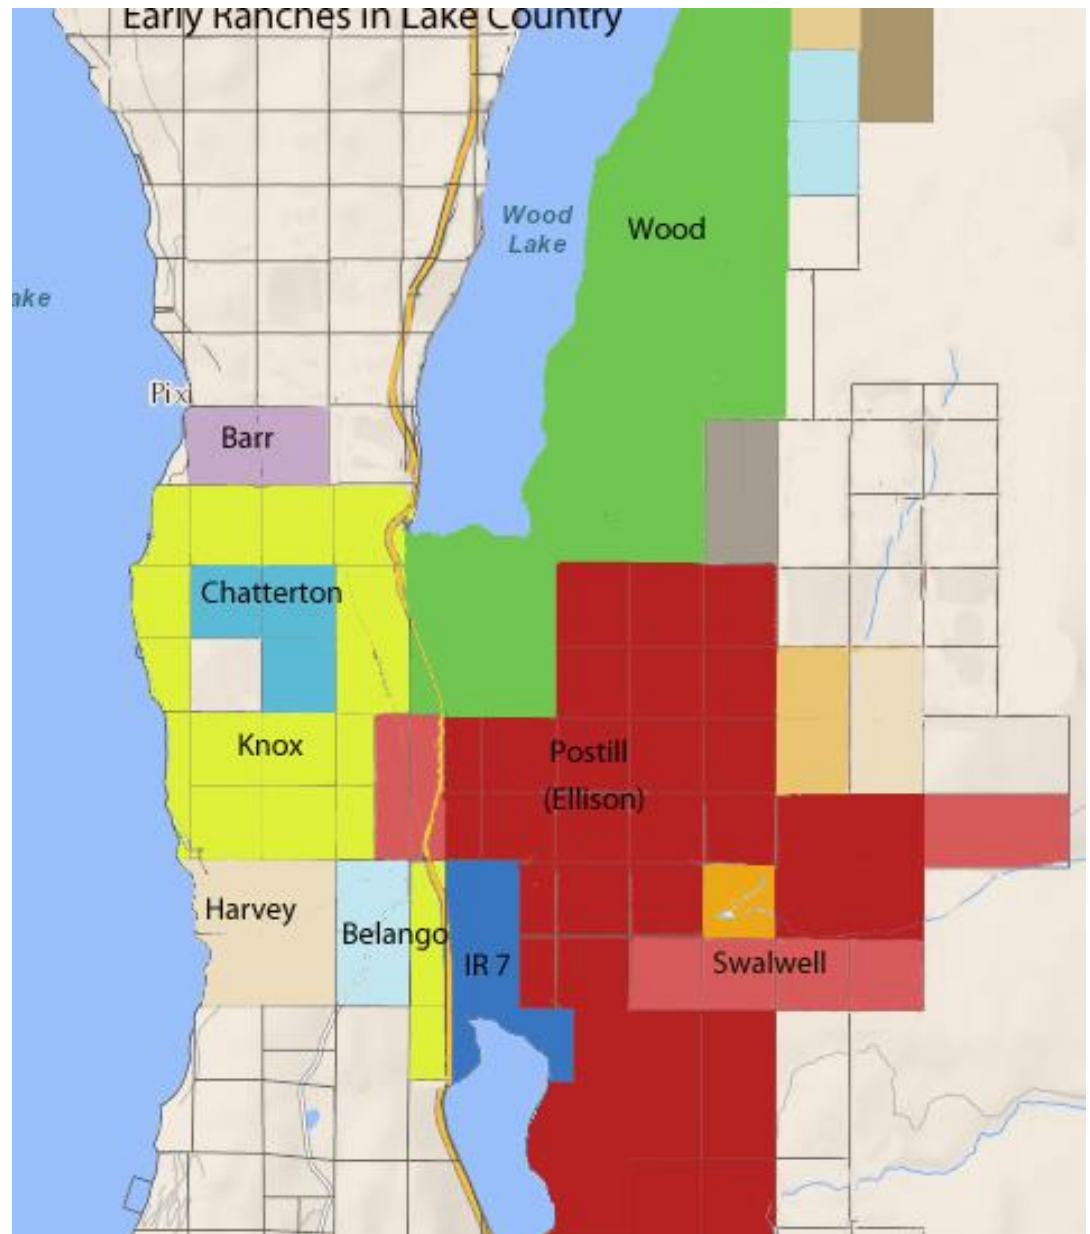 Early Ranches in Lake Country
Wood
Lake
Wood
ake
Pix
Barr
Chatterton
Knox
Postill
(Ellison)
Harvey
Belango
IR 7
Swalwell